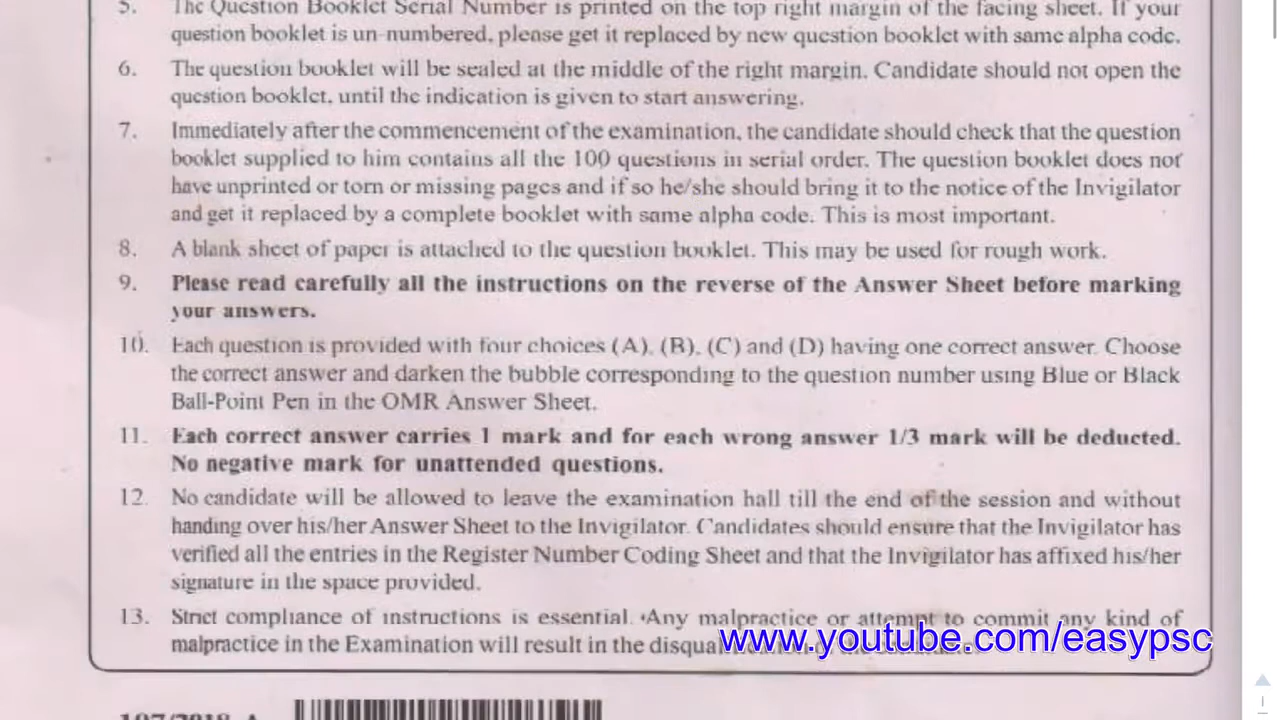 5. The Question Booklet Serial Number is printed on the top right margin of the facing sheet. If your
question booklet is un-numbered, please get it replaced by new question booklet with same alpha code.
6. The question booklet will be sealed at the middle of the right margin. Candidate should not open the
question booklet, until the indication is given to start answering.
7. Immediately after the commencement of the examination, the candidate should check that the question
booklet supplied to him contains all the 100 questions in serial order. The question booklet does not
have unprinted or torn or missing pages and if so he/she should bring it to the notice of the Invigilator
and get it replaced by a complete booklet with same alpha code. This is most important.
8. A blank sheet of paper is attached to the question booklet. This may be used for rough work.
9. Please read carefully all the instructions on the reverse of the Answer Sheet before marking
your answers.
10. Each question is provided with four choices (A), (B), (C) and (D) having one correct answer. Choose
the correct answer and darken the bubble corresponding to the question number using Blue or Black
Ball-Point Pen in the OMR Answer Sheet.
11. Each correct answer carries 1 mark and for each wrong answer 1/3 mark will be deducted.
No negative mark for unattended questions.
12. No candidate will be allowed to leave the examination hall till the end of the session and without
handing over his/her Answer Sheet to the Invigilator. Candidates should ensure that the Invigilator has
verified all the entries in the Register Number Coding Sheet and that the Invigilator has affixed his/her
signature in the space provided.
13. Strict compliance of instructions is essential. Any malpractice or attempt to commit any kind of
malpractice in the Examination will result in the
www.youtube.com/easypsc
107/2018-A